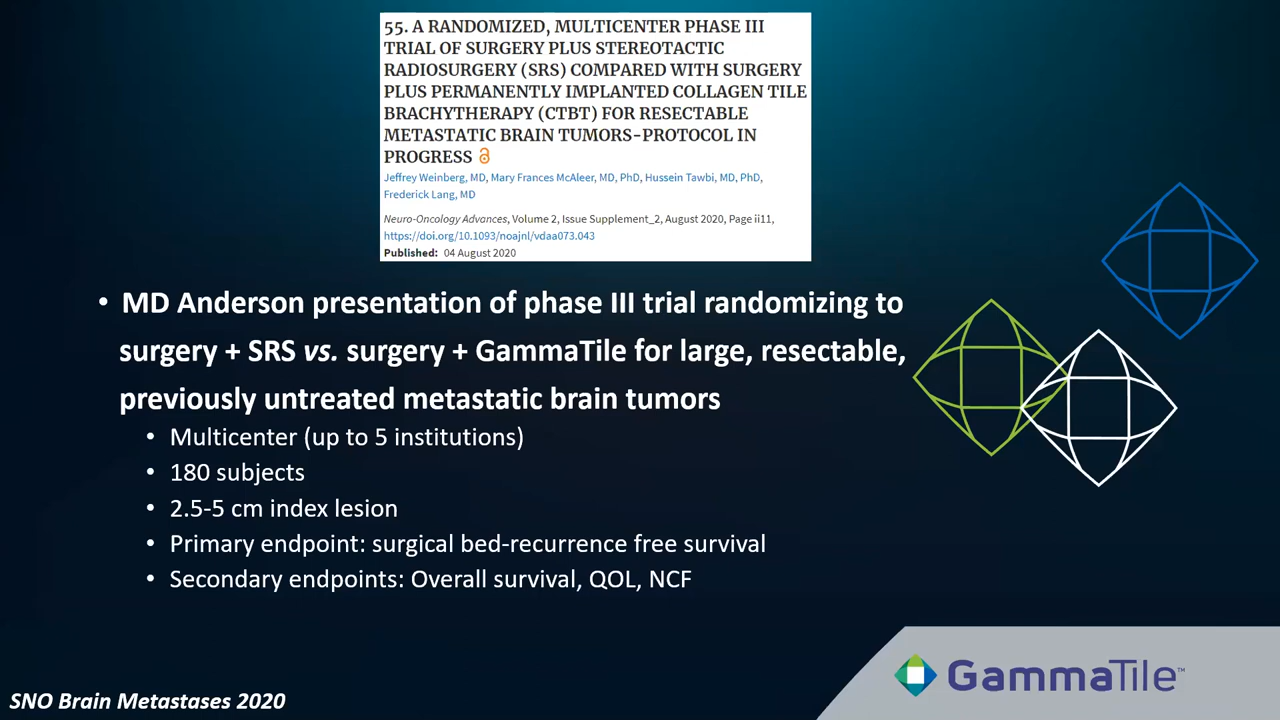 55. A RANDOMIZED, MULTICENTER PHASE III
TRIAL OF SURGERY PLUS STEREOTACTIC
RADIOSURGERY (SRS) COMPARED WITH SURGERY
PLUS PERMANENTLY IMPLANTED COLLAGEN TILE
BRACHYTHERAPY (CTBT) FOR RESECTABLE
METASTATIC BRAIN TUMORS-PROTOCOL IN
PROGRESS
Jeffrey Weinberg, MD, Mary Frances McAleer, MD, PhD, Hussein Tawbi, MD, PhD,
Frederick Lang, MD
Neuro-Oncology Advances, Volume 2, Issue Supplement_2, August 2020, Page ii11,
https://doi.org/10.1093/noajnl/vdaa073.043
Published: 04 August 2020
• MD Anderson presentation of phase III trial randomizing to
surgery + SRS vs. surgery + GammaTile for large, resectable,
previously untreated metastatic brain tumors
• Multicenter (up to 5 institutions)
• 180 subjects
• 2.5-5 cm index lesion
• Primary endpoint: surgical bed-recurrence free survival
• Secondary endpoints: Overall survival, QOL, NCF
GammaTile™
SNO Brain Metastases 2020